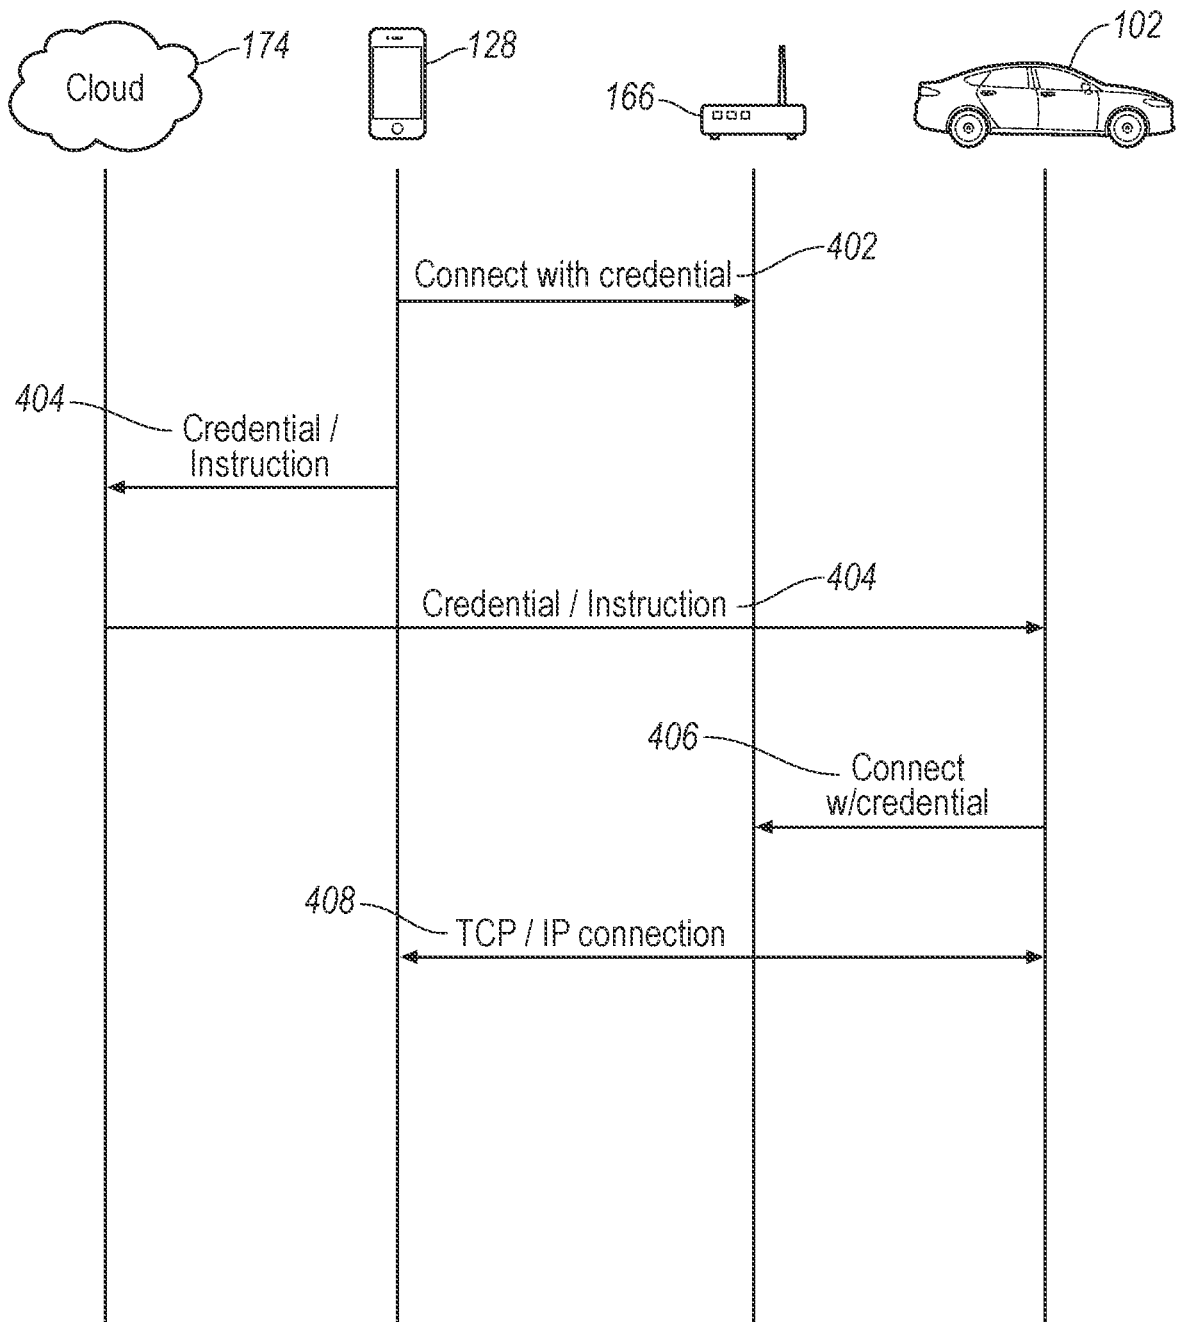 Cloud
174
128
166
102
402
Connect with credential
404
Credential /
Instruction
404
Credential / Instruction
406
Connect
w/credential
408
TCP / IP connection